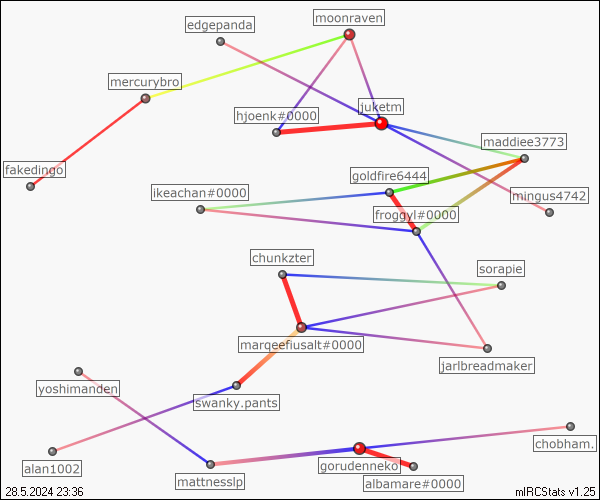 moonraven
edgepanda
mercurybro
juketm
hjoenk#0000
maddiee3773
fakedingo
goldfire6444
ikeachan#0000
mingus4742
froggyl#0000
chunkzter
sorapie
marqeefiusalt#0000
jarlbreadmaker
yoshimanden
swanky.pants
chobham.
alan1002
gorudenneko
mattnesslp
albamare#0000
28.5.2024 23:36
mIRCStats v1.25